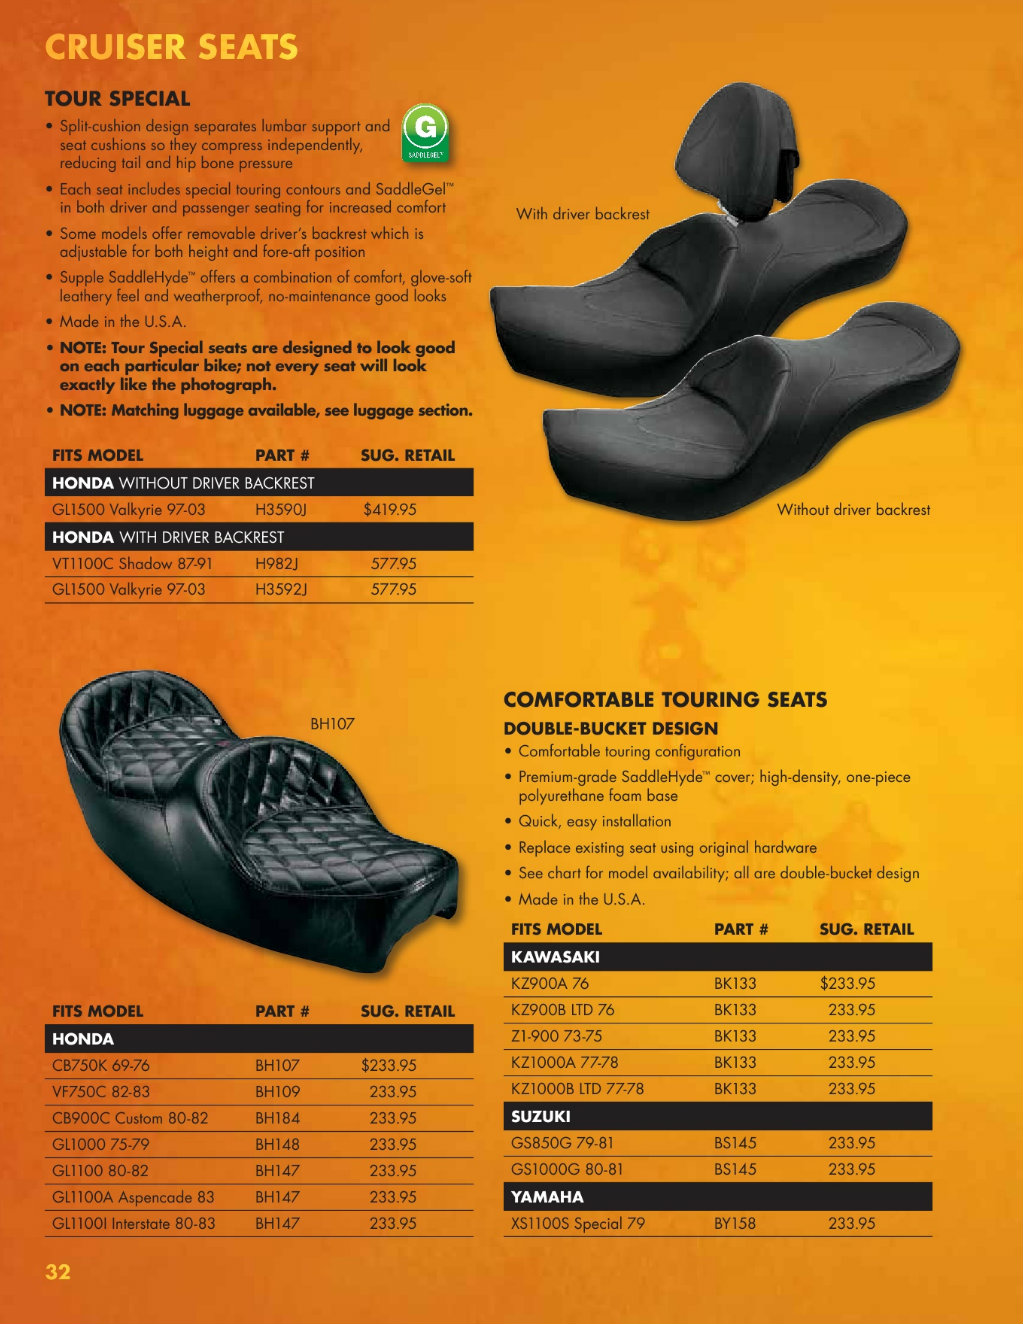 CRUISER SEATS
TOUR SPECIAL
• Split-cushion design separates lumbar support and
seat cushions so they compress independently,
reducing tail and hip bone pressure
G
SADDLEGEL™
• Each seat includes special touring contours and SaddleGel™
in both driver and passenger seating for increased comfort
• Some models offer removable driver's backrest which is
adjustable for both height and fore-aft position
• Supple SaddleHyde™ offers a combination of comfort, glove-soft
leathery feel and weatherproof, no-maintenance good looks
• Made in the U.S.A.
• NOTE: Tour Special seats are designed to look good
on each particular bike; not every seat will look
exactly like the photograph.
• NOTE: Matching luggage available, see luggage section.
With driver backrest
Without driver backrest
FITS MODEL PART # SUG. RETAIL
HONDA WITHOUT DRIVER BACKREST
GL1500 Valkyrie 97-03 H3590J $419.95
HONDA WITH DRIVER BACKREST
VT1100C Shadow 87-91 H982J 577.95
GL1500 Valkyrie 97-03 H3592J 577.95
BH107
FITS MODEL PART # SUG. RETAIL
HONDA
CB750K 69-76 BH107 $233.95
VF750C 82-83 BH109 233.95
CB900C Custom 80-82 BH184 233.95
GL1000 75-79 BH148 233.95
GL1100 80-82 BH147 233.95
GL1100A Aspencade 83 BH147 233.95
GL1100I Interstate 80-83 BH147 233.95
COMFORTABLE TOURING SEATS
DOUBLE-BUCKET DESIGN
• Comfortable touring configuration
• Premium-grade SaddleHyde™ cover; high-density, one-piece
polyurethane foam base
• Quick, easy installation
• Replace existing seat using original hardware
• See chart for model availability; all are double-bucket design
• Made in the U.S.A.
FITS MODEL PART # SUG. RETAIL
KAWASAKI
KZ900A 76 BK133 $233.95
KZ900B LTD 76 BK133 233.95
Z1-900 73-75 BK133 233.95
KZ1000A 77-78 BK133 233.95
KZ1000B LTD 77-78 BK133 233.95
SUZUKI
GS850G 79-81 BS145 233.95
GS1000G 80-81 BS145 233.95
YAMAHA
XS1100S Special 79 BY158 233.95
32